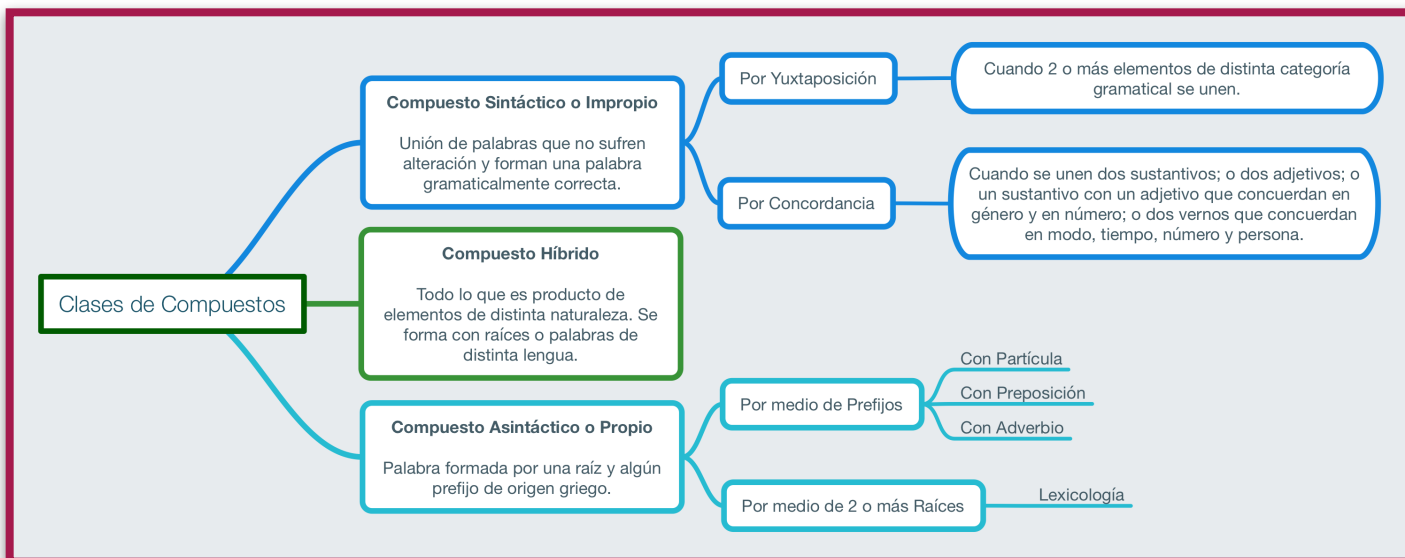 Clases de Compuestos
Compuesto Sintáctico o Impropio
Unión de palabras que no sufren
alteración y forman una palabra
gramaticalmente correcta.
Por Yuxtaposición
Cuando 2 o más elementos de distinta categoría
gramatical se unen.
Por Concordancia
Cuando se unen dos sustantivos; o dos adjetivos; o
un sustantivo con un adjetivo que concuerdan en
género y en número; o dos vernos que concuerdan
en modo, tiempo, número y persona.
Compuesto Híbrido
Todo lo que es producto de
elementos de distinta naturaleza. Se
forma con raíces o palabras de
distinta lengua.
Compuesto Asintáctico o Propio
Palabra formada por una raíz y algún
prefijo de origen griego.
Por medio de Prefijos
Con Partícula
Con Preposición
Con Adverbio
Por medio de 2 o más Raíces
Lexicología